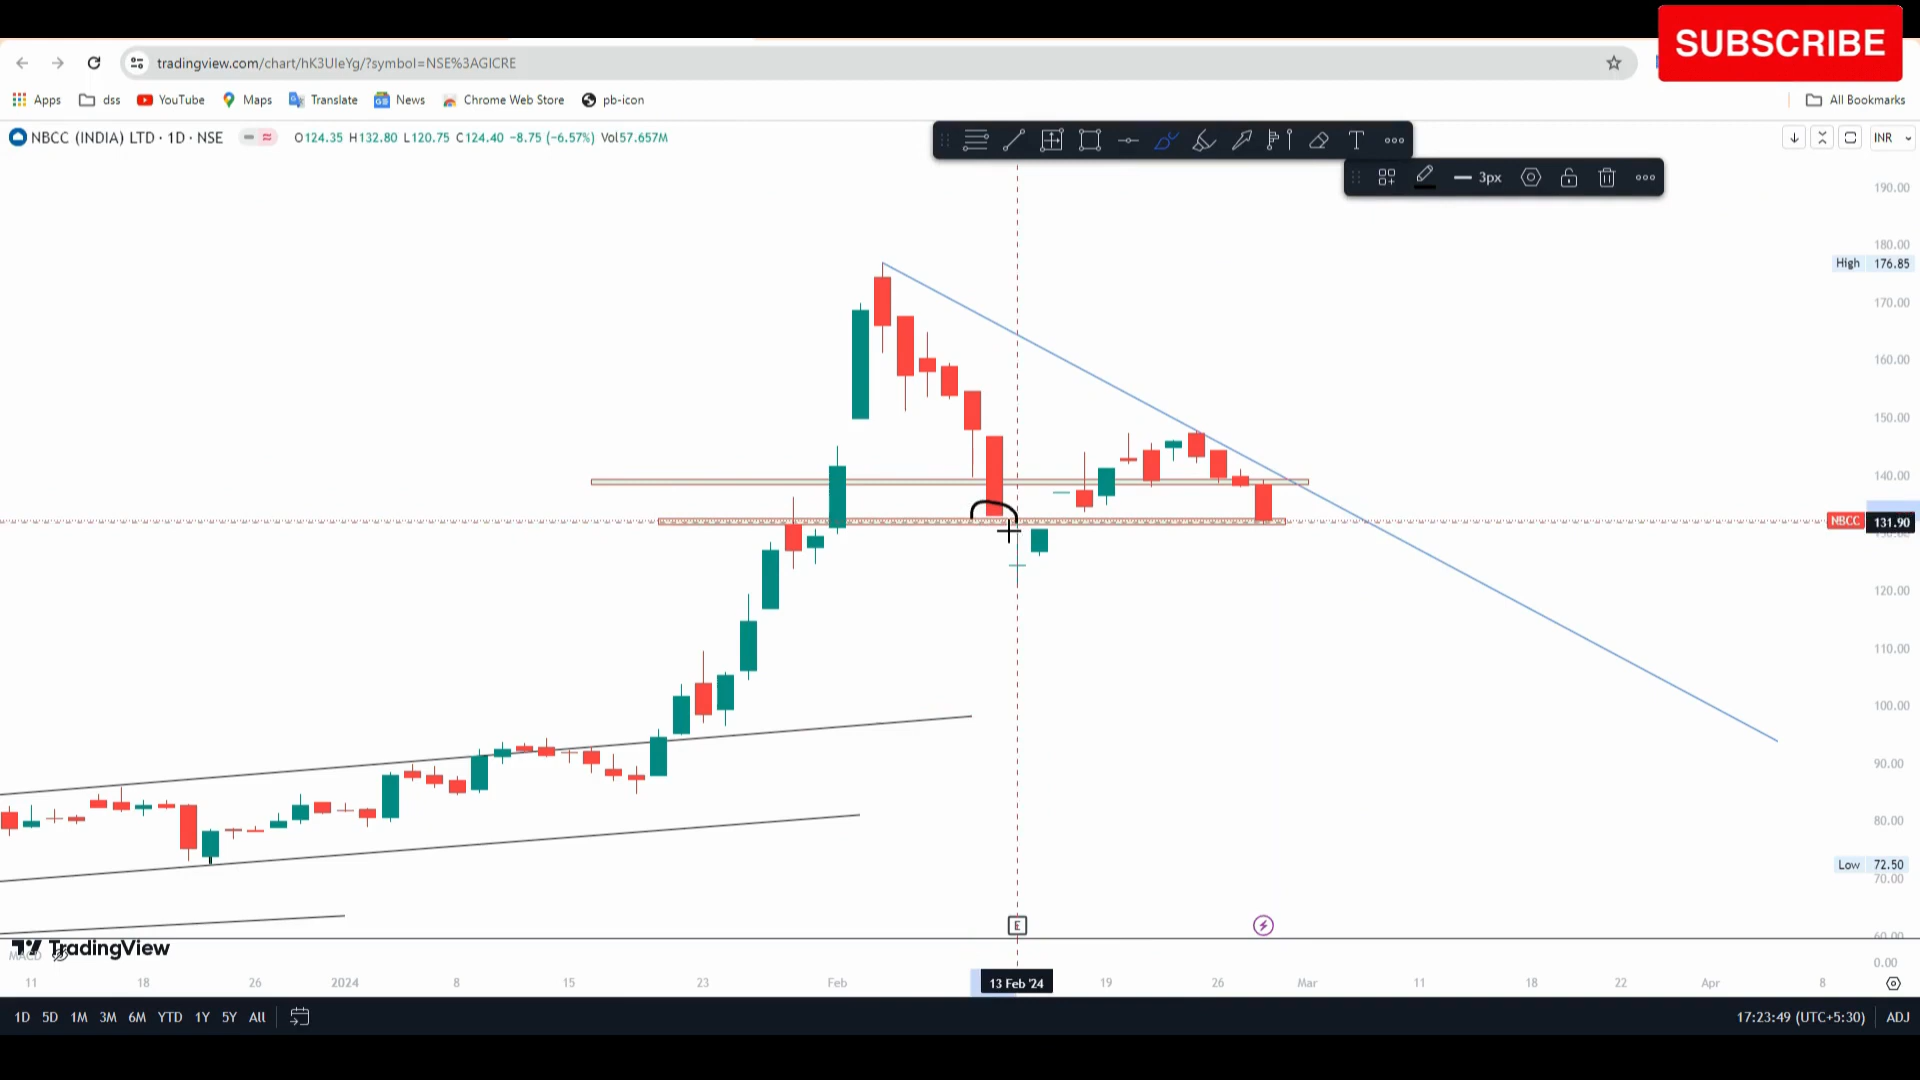 SUBSCRIBE
tradingview.com/chart/hK3UIeYg/?symbol=NSE%3AGICRE
Apps dss YouTube Maps Translate News Chrome Web Store pb-icon All Bookmarks
NBCC (INDIA) LTD · 1D · NSE O124.35 H132.80 L120.75 C124.40 −8.75 (−6.57%) Vol57.657M INR
T
3px
190.00
180.00
High 176.85
170.00
160.00
150.00
140.00
NBCC 131.90
120.00
110.00
100.00
90.00
80.00
Low 72.50
70.00
E
60.00
TradingView
MACD
0.00
11 18 26 2024 8 15 23 Feb 13 Feb '24 19 26 Mar 11 18 22 Apr 8
1D 5D 1M 3M 6M YTD 1Y 5Y All 17:23:49 (UTC+5:30) ADJ